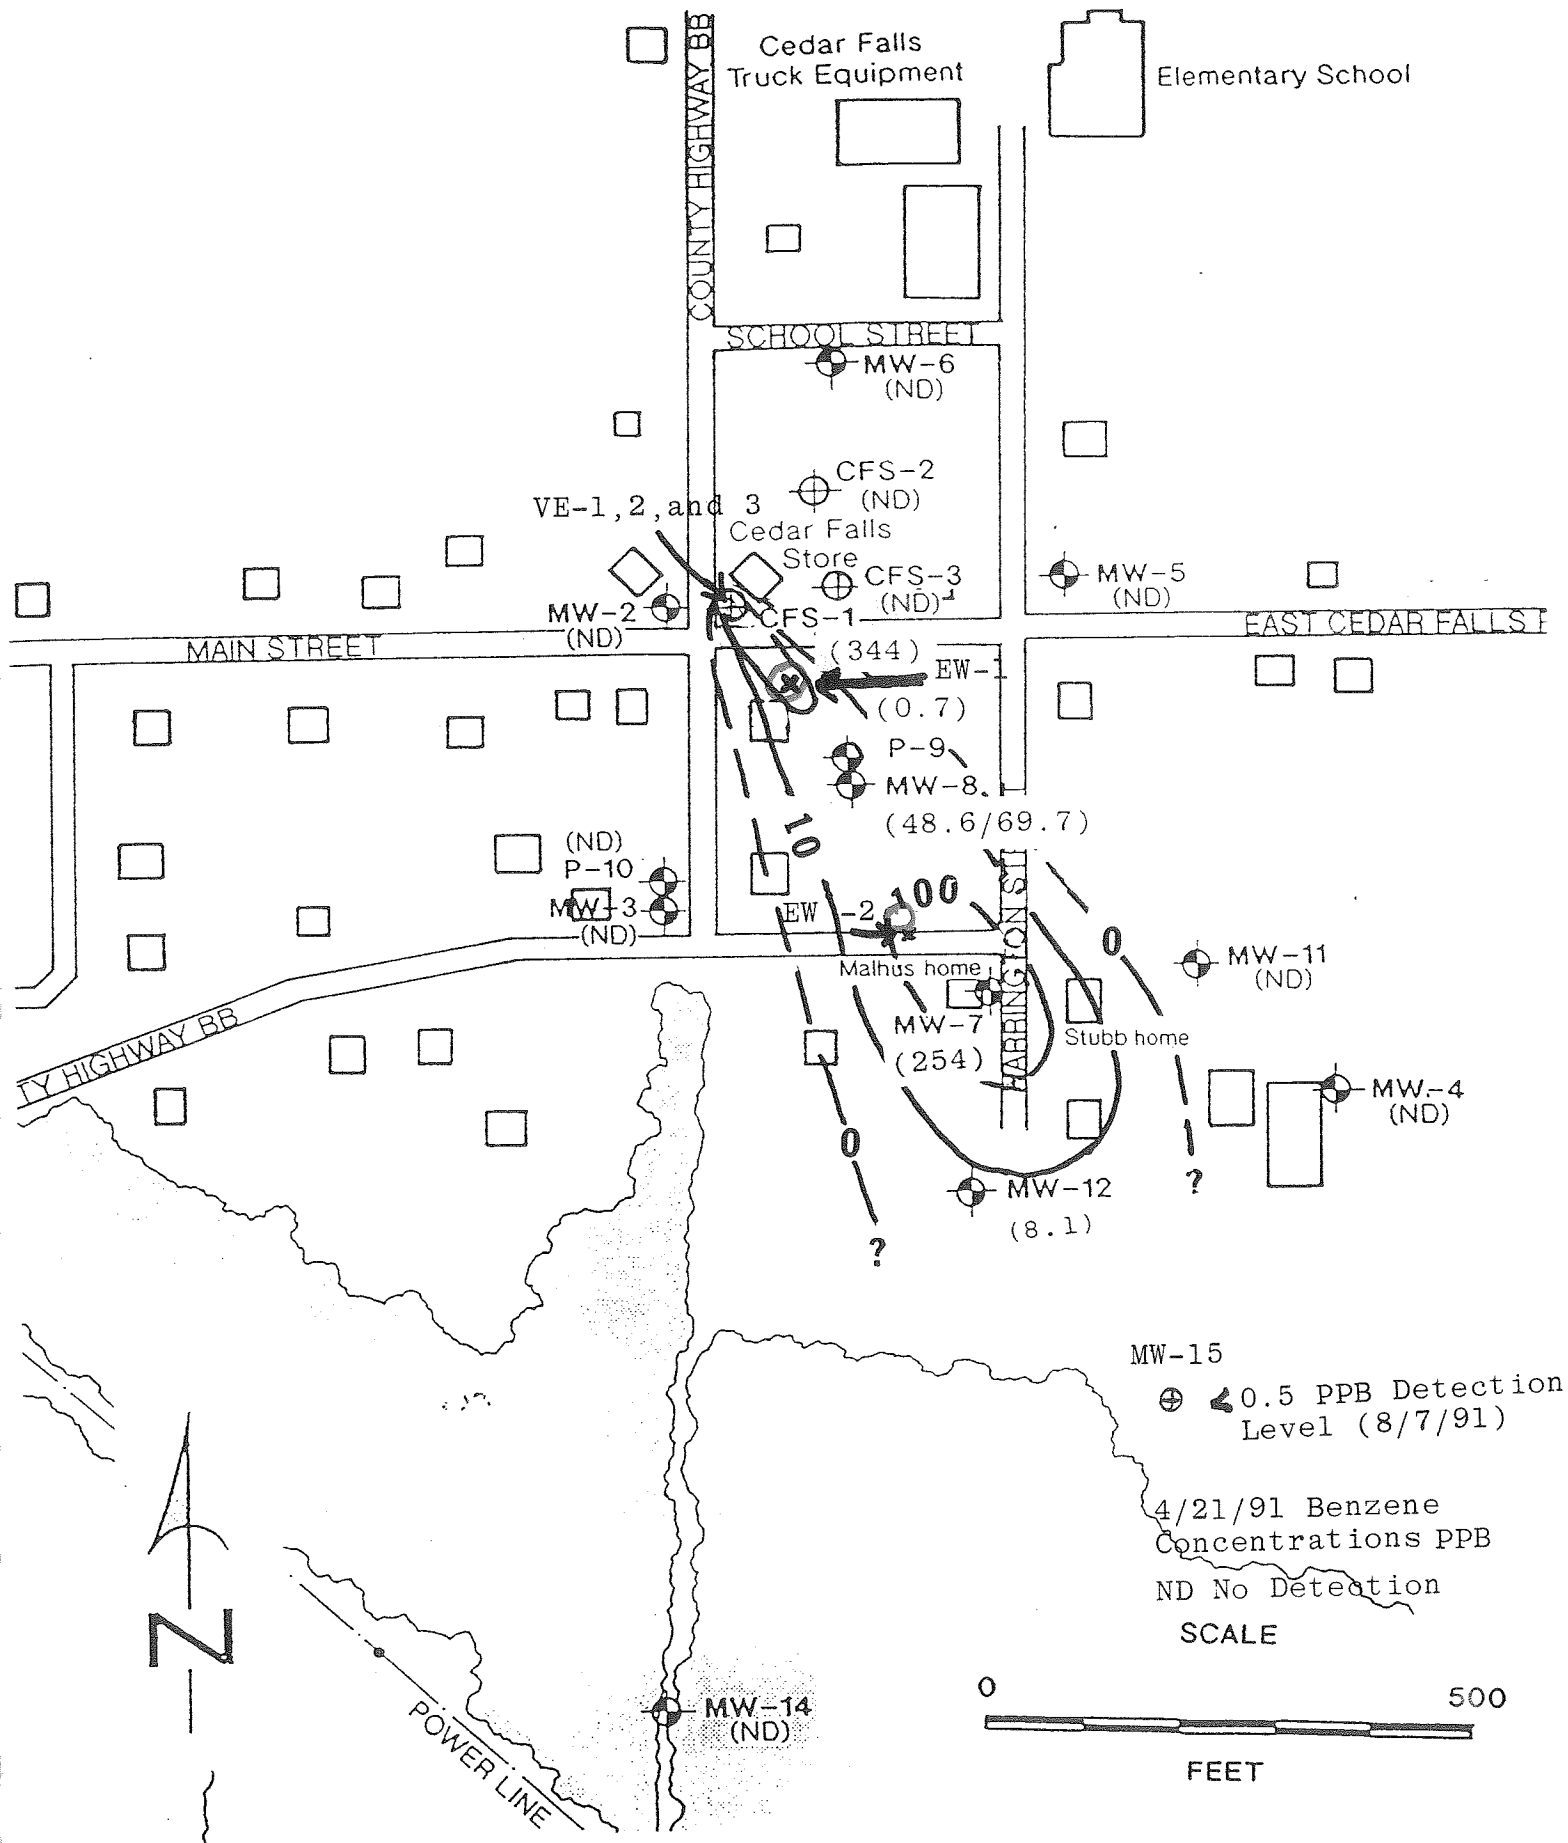 COUNTY HIGHWAY BB
Cedar Falls
Truck Equipment
Elementary School
SCHOOL STREET
MW-6
(ND)
CFS-2
(ND)
VE-1,2,and 3
Cedar Falls
Store
CFS-3
(ND)
MW-5
(ND)
MW-2
(ND)
CFS-1
MAIN STREET
EAST CEDAR FALLS
(344)
EW-1
(0.7)
P-9
MW-8
(48.6/69.7)
10
(ND)
P-10
MW-3
(ND)
EW -2
100
HARRINGTON
0
MW-11
(ND)
Malhus home
MW-7
(254)
Stubb home
TY HIGHWAY BB
MW-4
(ND)
0
?
MW-12
(8.1)
?
MW-15
< 0.5 PPB Detection
Level (8/7/91)
4/21/91 Benzene
Concentrations PPB
ND No Detection
SCALE
0
500
FEET
N
MW-14
(ND)
POWER LINE